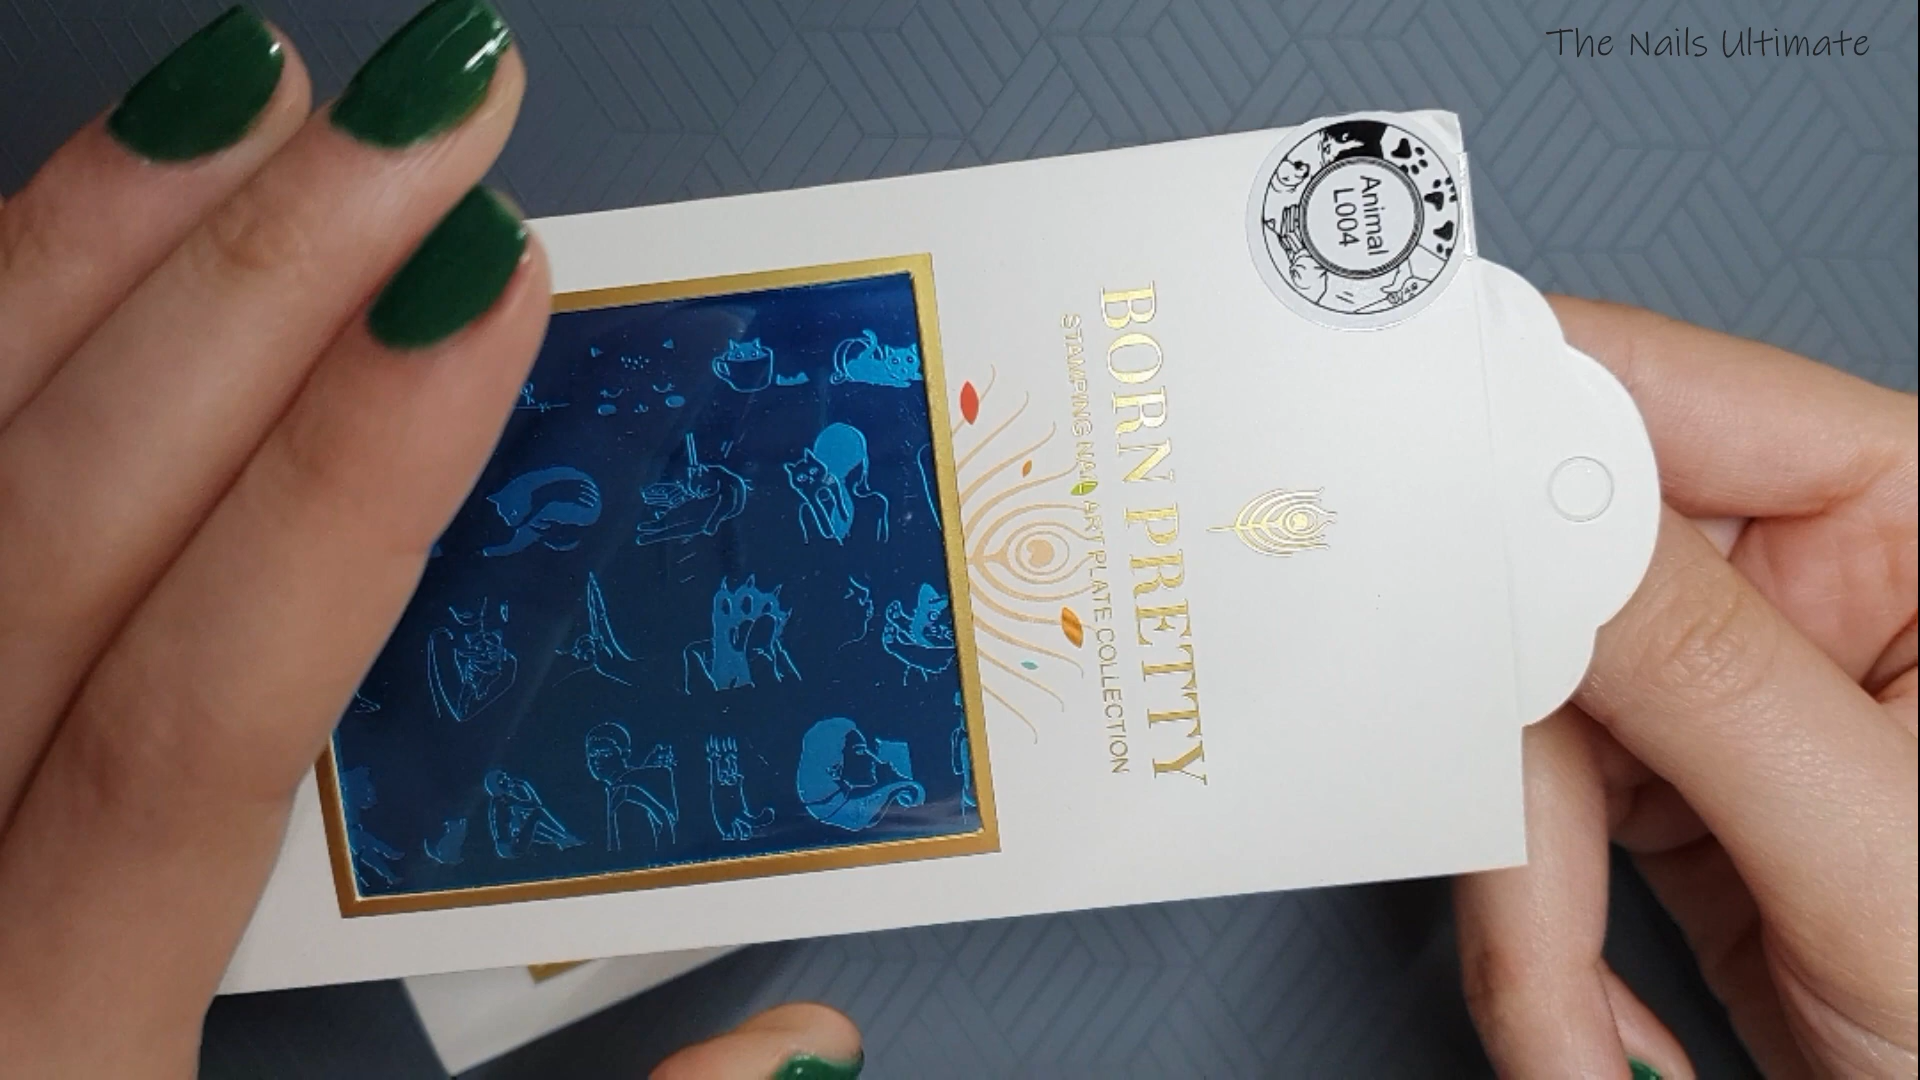 The Nails Ultimate
Animal
L004
BORN PRETTY
STAMPING NAIL ART PLATE COLLECTION